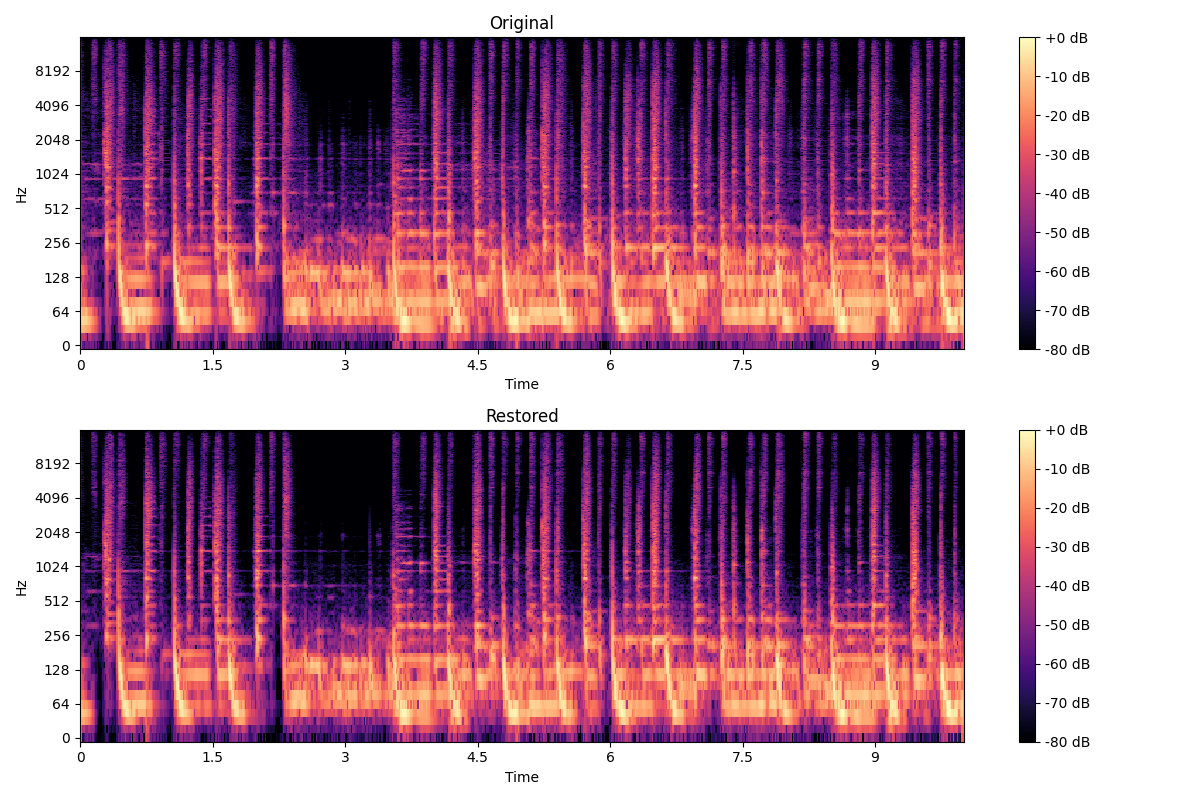 Original
Hz
8192
4096
2048
1024
512
256
128
64
0
0 1.5 3 4.5 6 7.5 9
Time
+0 dB
-10 dB
-20 dB
-30 dB
-40 dB
-50 dB
-60 dB
-70 dB
-80 dB
Restored
Hz
8192
4096
2048
1024
512
256
128
64
0
0 1.5 3 4.5 6 7.5 9
Time
+0 dB
-10 dB
-20 dB
-30 dB
-40 dB
-50 dB
-60 dB
-70 dB
-80 dB